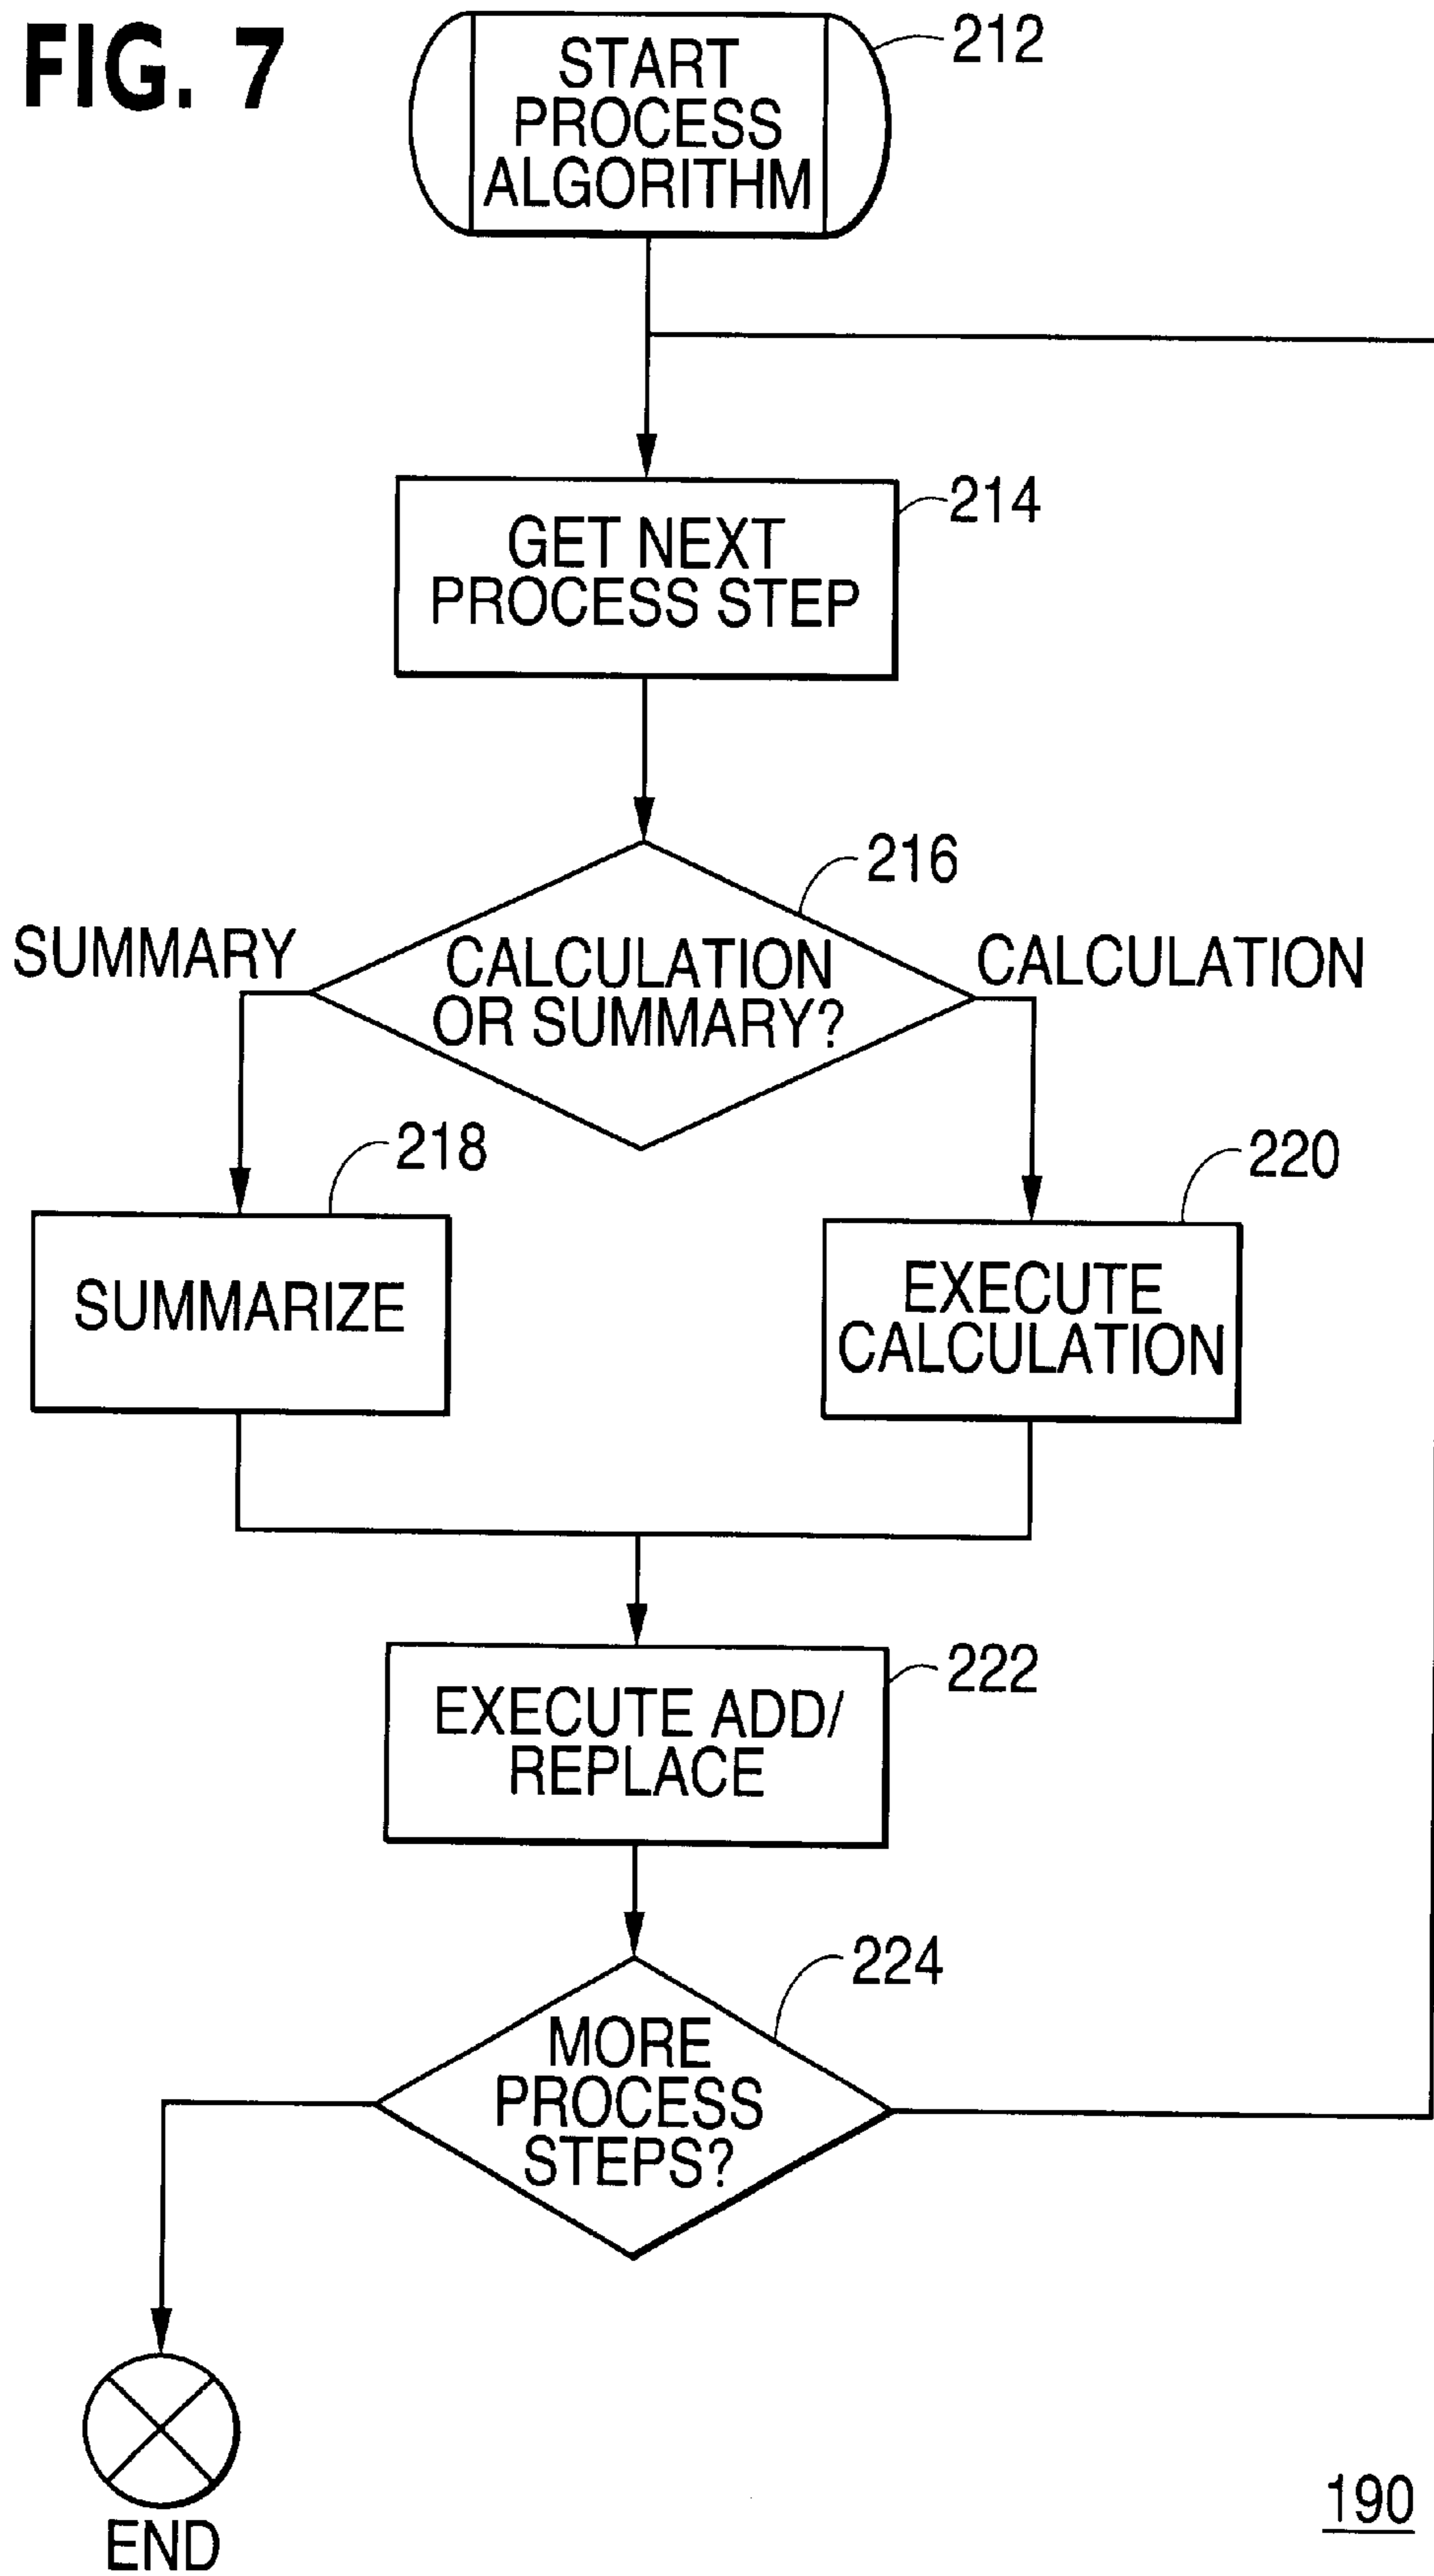 FIG. 7
START
PROCESS
ALGORITHM
212
GET NEXT
PROCESS STEP
214
216
SUMMARY
CALCULATION
OR SUMMARY?
CALCULATION
218
220
SUMMARIZE
EXECUTE
CALCULATION
EXECUTE ADD/
REPLACE
222
224
MORE
PROCESS
STEPS?
END
190